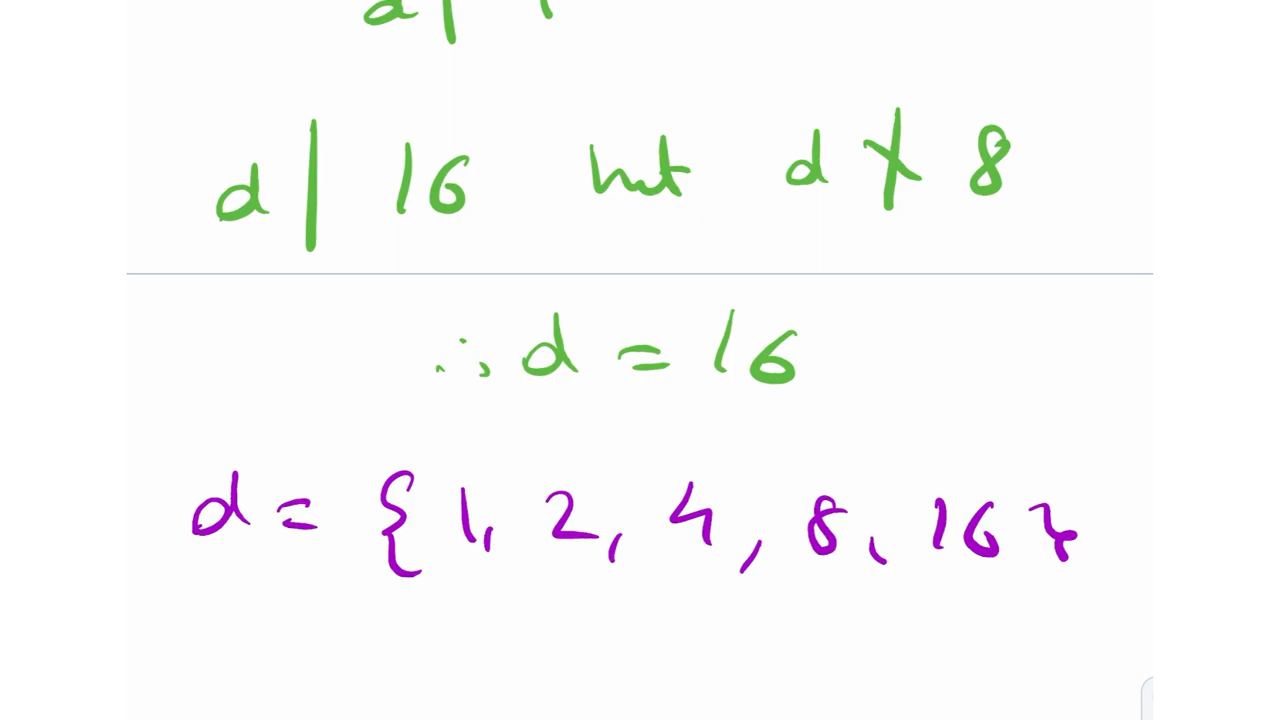 d | 16 but d ∤ 8
∴ d = 16
d = { 1, 2, 4, 8, 16 }